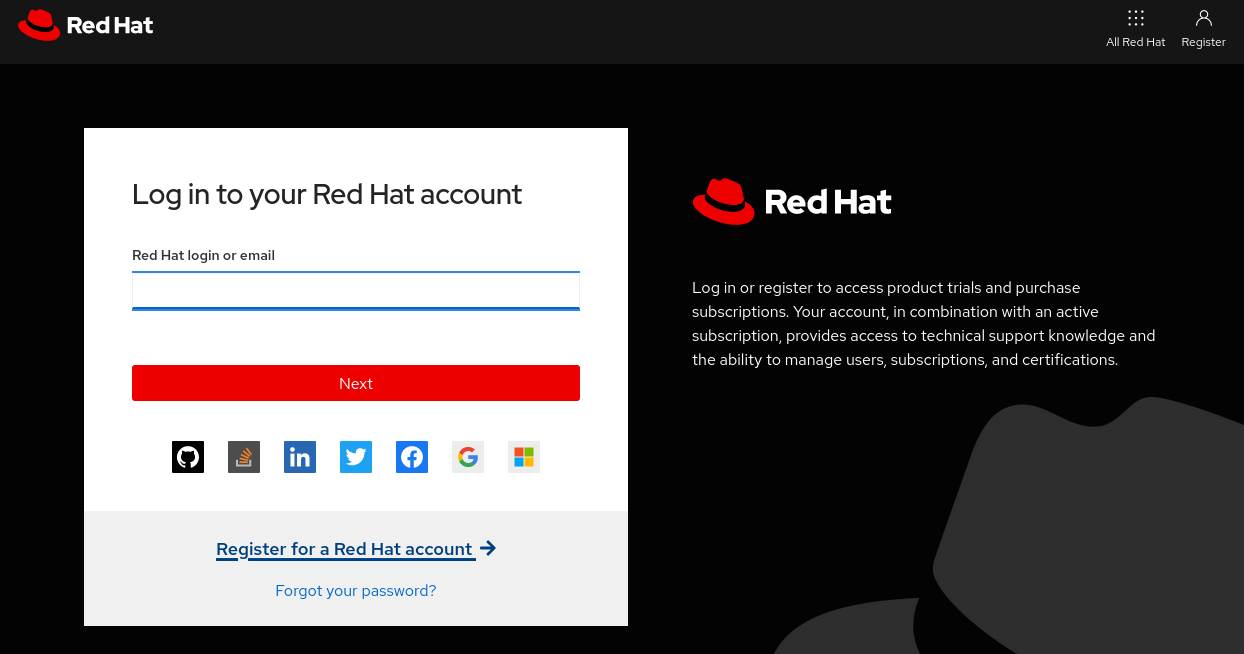 Red Hat
All Red Hat
Register
Log in to your Red Hat account
Red Hat login or email
Next
in
Register for a Red Hat account
Forgot your password?
Red Hat
Log in or register to access product trials and purchase
subscriptions. Your account, in combination with an active
subscription, provides access to technical support knowledge and
the ability to manage users, subscriptions, and certifications.